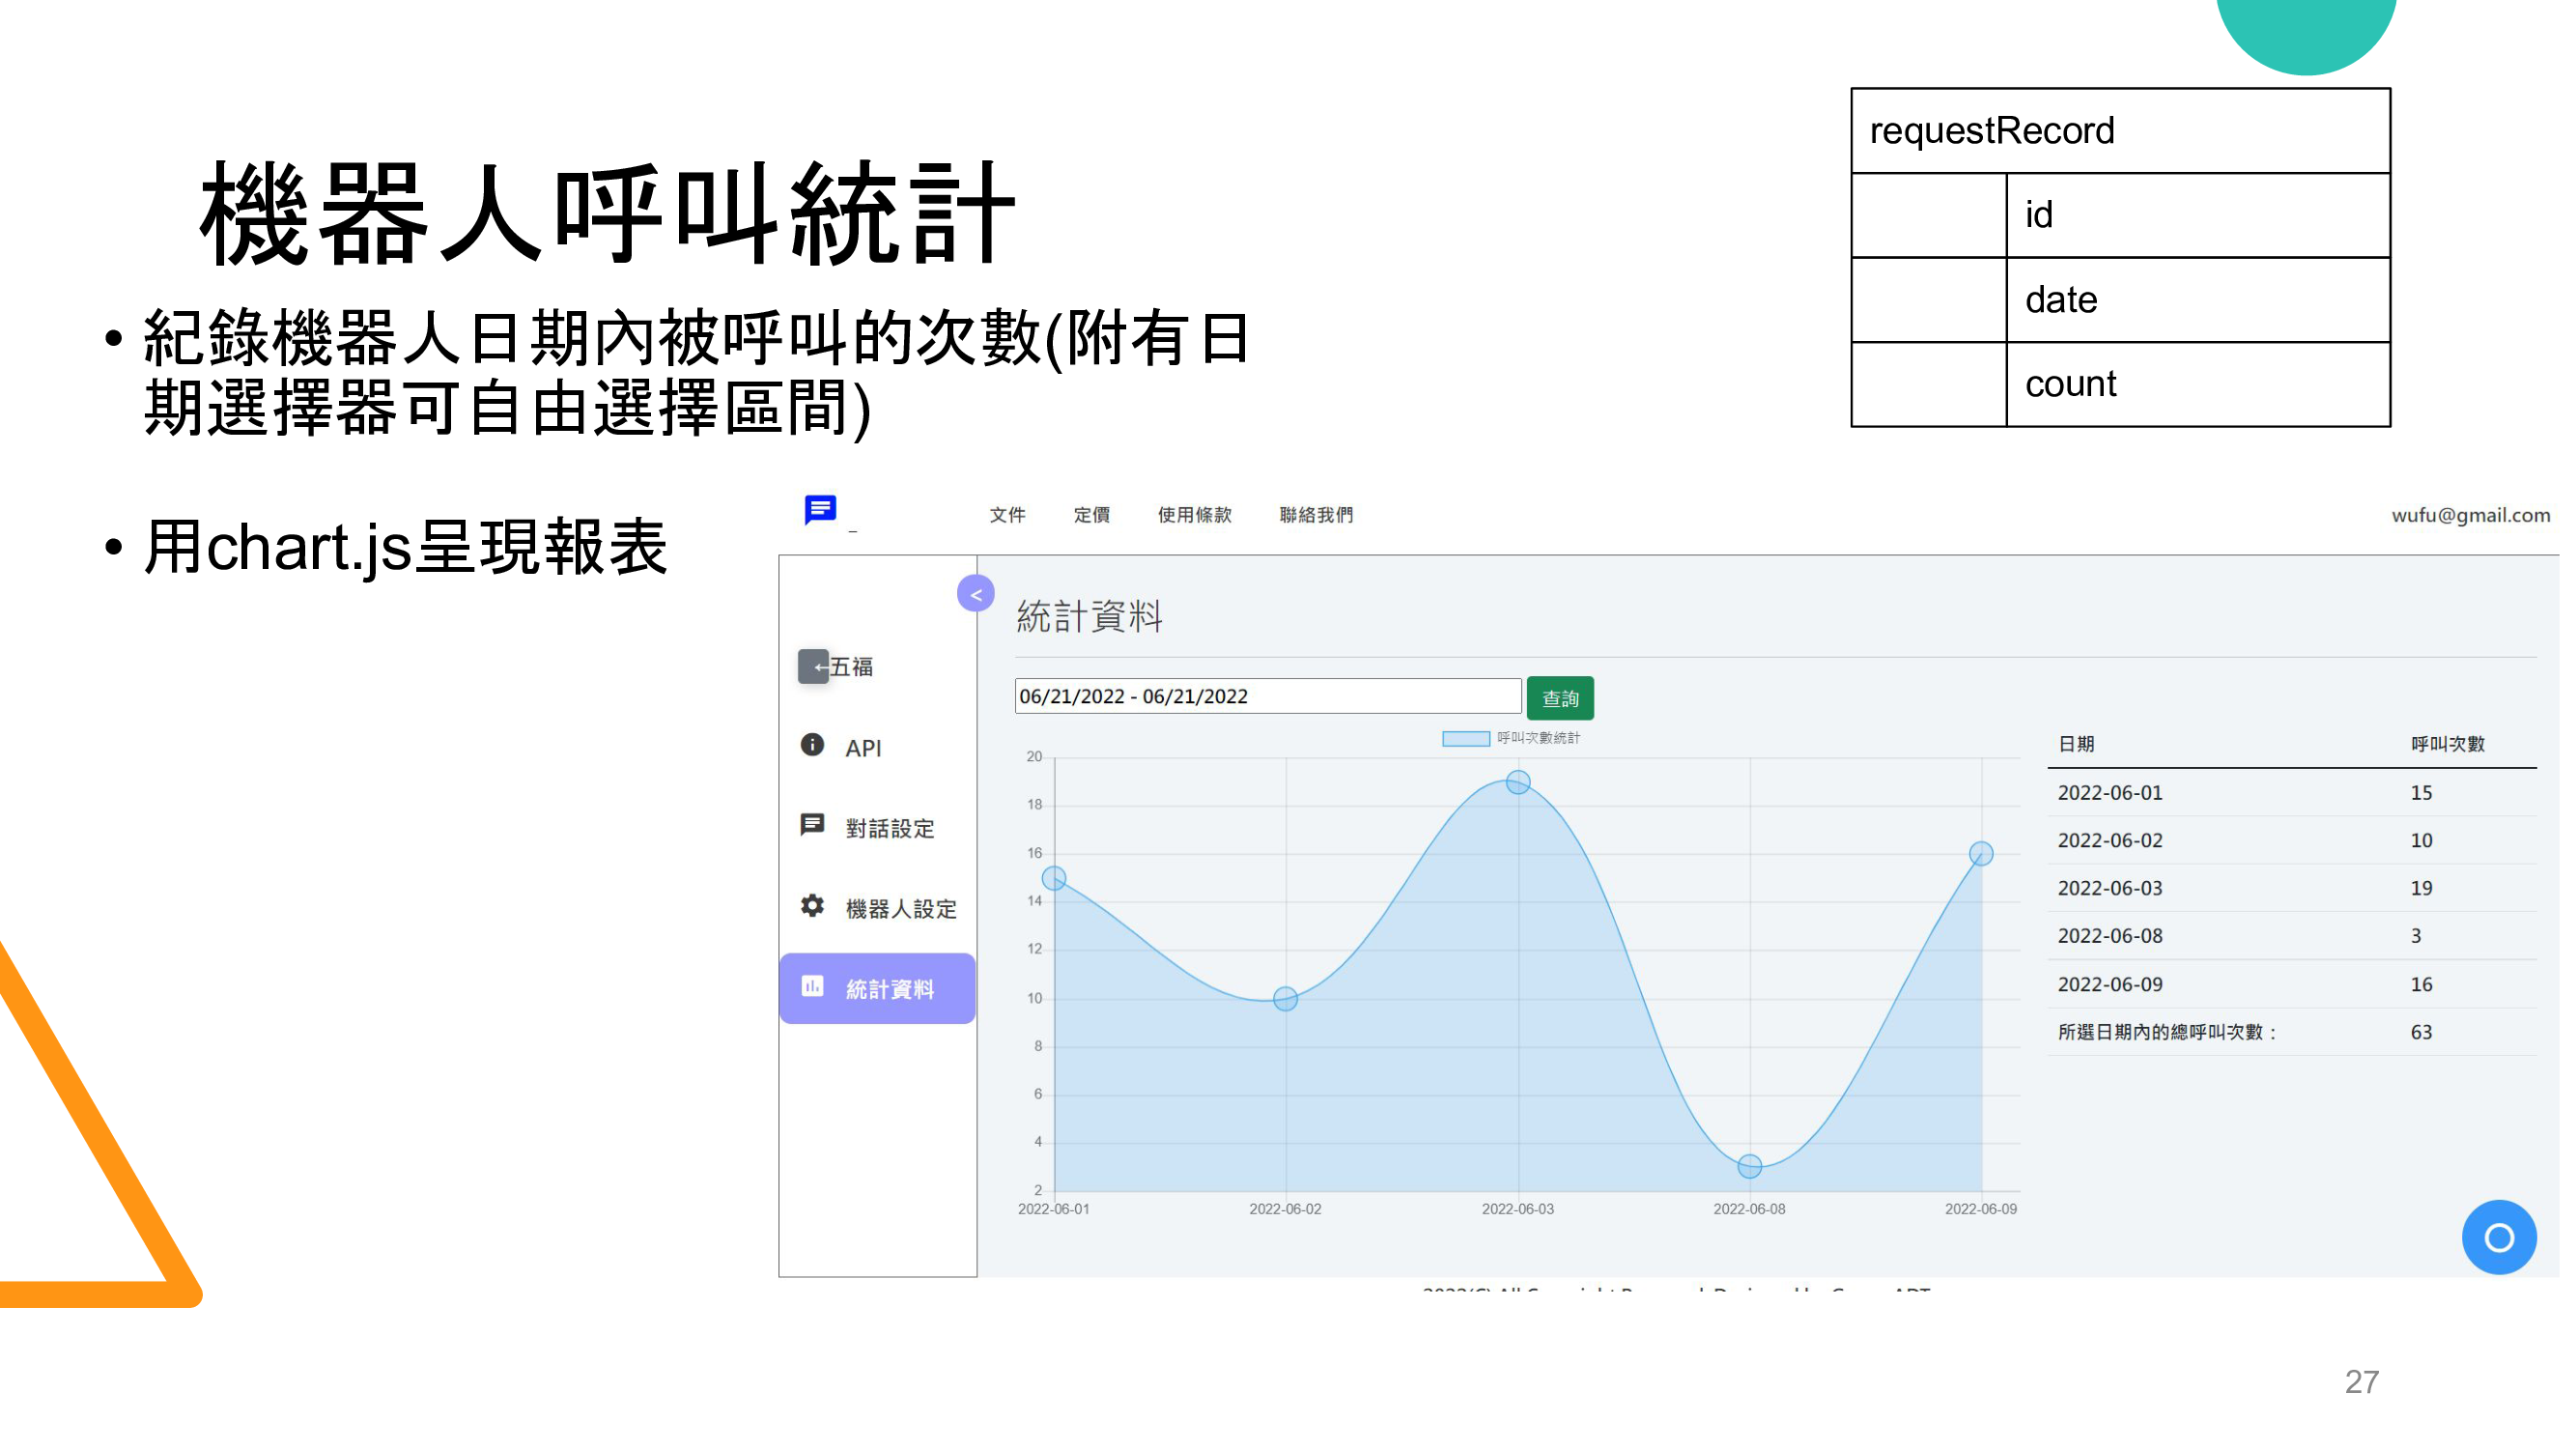 機器人呼叫統計
• 紀錄機器人日期內被呼叫的次數(附有日
期選擇器可自由選擇區間)
• 用chart.js呈現報表
requestRecord
id
date
count
文件 定價 使用條款 聯絡我們 wufu@gmail.com
<
←五福
API
對話設定
機器人設定
統計資料
統計資料
06/21/2022 - 06/21/2022 查詢
呼叫次數統計
20
18
16
14
12
10
8
6
4
2
2022-06-01 2022-06-02 2022-06-03 2022-06-08 2022-06-09
日期 呼叫次數
2022-06-01 15
2022-06-02 10
2022-06-03 19
2022-06-08 3
2022-06-09 16
所選日期內的總呼叫次數： 63
27